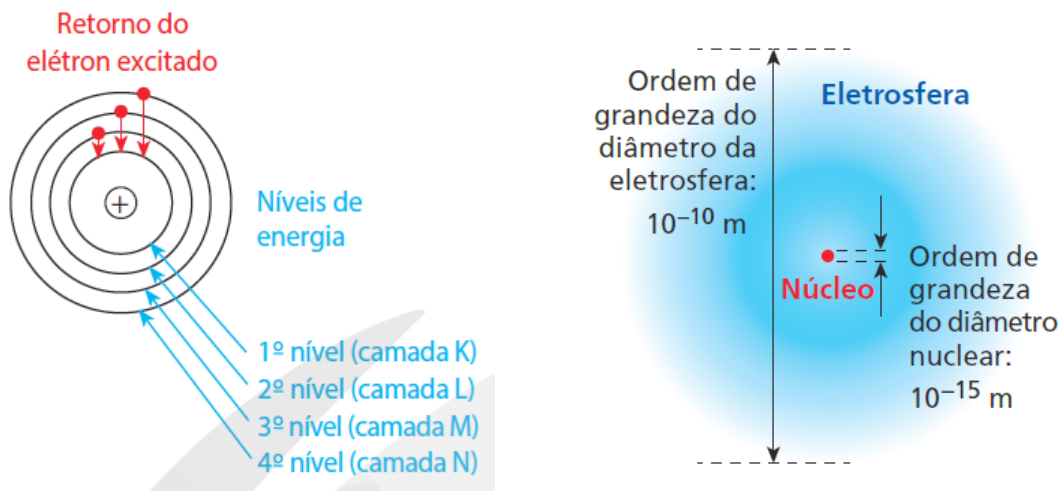 Retorno do
elétron excitado
+
Níveis de
energia
1º nível (camada K)
2º nível (camada L)
3º nível (camada M)
4º nível (camada N)
Ordem de
grandeza do
diâmetro da
eletrosfera:
10⁻¹⁰ m
Eletrosfera
Núcleo
Ordem de
grandeza
do diâmetro
nuclear:
10⁻¹⁵ m